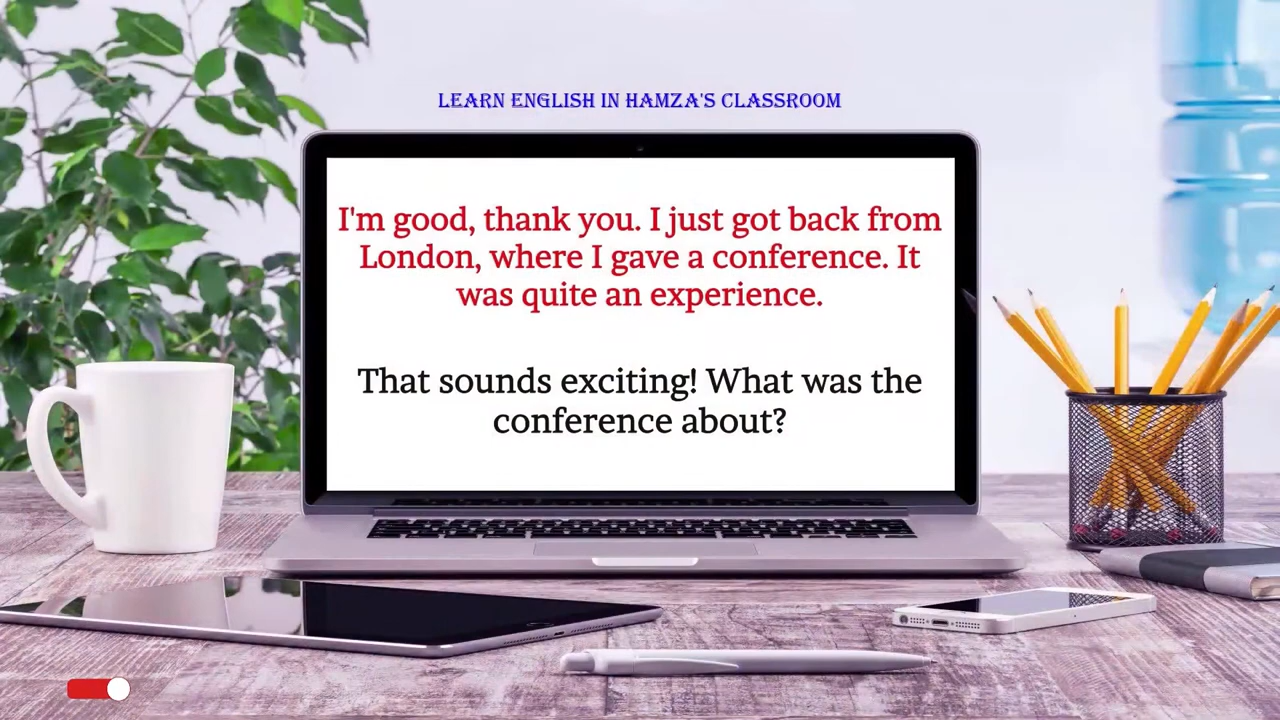 LEARN ENGLISH IN HAMZA'S CLASSROOM
I'm good, thank you. I just got back from
London, where I gave a conference. It
was quite an experience.
That sounds exciting! What was the
conference about?